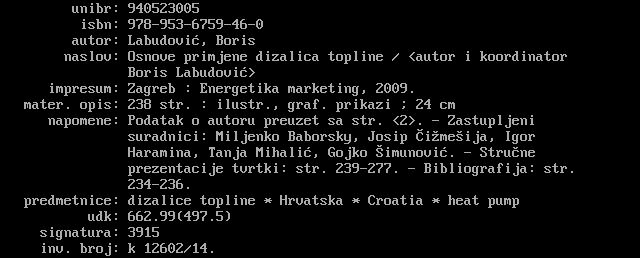 unibr: 940523005
isbn: 978-953-6759-46-0
autor: Labudović, Boris
naslov: Osnove primjene dizalica topline / <autor i koordinator
Boris Labudović>
impresum: Zagreb : Energetika marketing, 2009.
mater. opis: 238 str. : ilustr., graf. prikazi ; 24 cm
napomene: Podatak o autoru preuzet sa str. <2>. - Zastupljeni
suradnici: Miljenko Baborsky, Josip Čižmešija, Igor
Haramina, Tanja Mihalić, Gojko Šimunović. - Stručne
prezentacije tvrtki: str. 239-277. - Bibliografija: str.
234-236.
predmetnice: dizalice topline * Hrvatska * Croatia * heat pump
udk: 662.99(497.5)
signatura: 3915
inv. broj: k 12602/14.